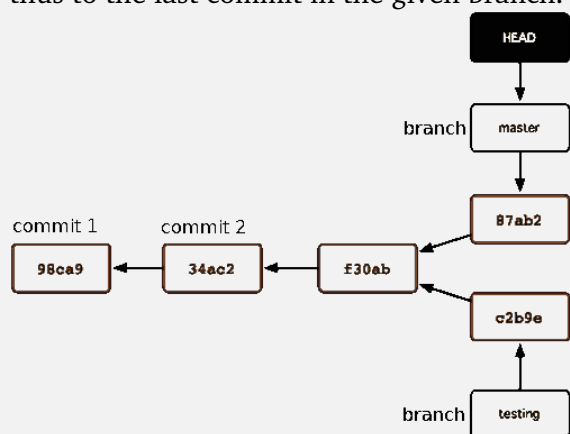 thus to the last commit in the given branch.
HEAD
branch master
87ab2
commit 1 commit 2
98ca9 34ac2 f30ab
c2b9e
branch testing